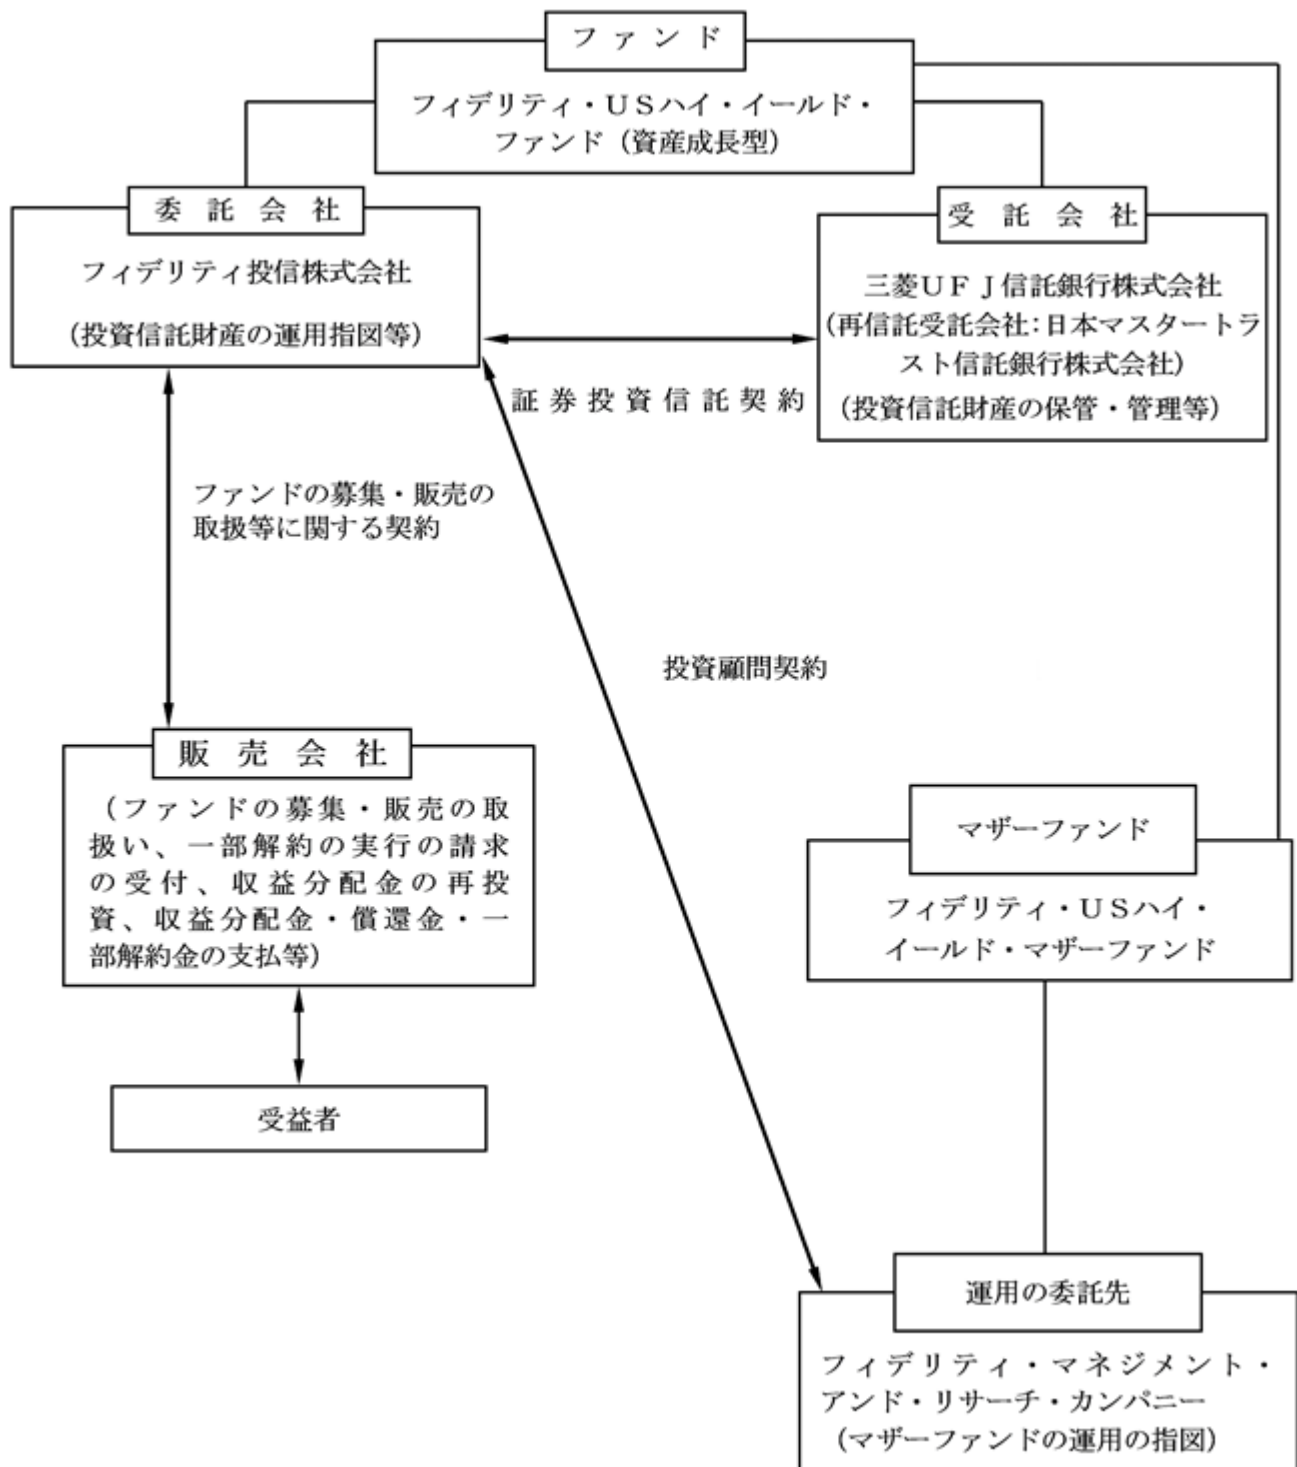 ファンド
フィデリティ・ＵＳハイ・イールド・
ファンド（資産成長型）
委託会社
フィデリティ投信株式会社
（投資信託財産の運用指図等）
受託会社
三菱ＵＦＪ信託銀行株式会社
（再信託受託会社：日本マスタートラ
スト信託銀行株式会社）
（投資信託財産の保管・管理等）
証券投資信託契約
ファンドの募集・販売の
取扱等に関する契約
投資顧問契約
販売会社
（ファンドの募集・販売の取
扱い、一部解約の実行の請求
の受付、収益分配金の再投
資、収益分配金・償還金・一
部解約金の支払等）
マザーファンド
フィデリティ・ＵＳハイ・
イールド・マザーファンド
受益者
運用の委託先
フィデリティ・マネジメント・
アンド・リサーチ・カンパニー
（マザーファンドの運用の指図）